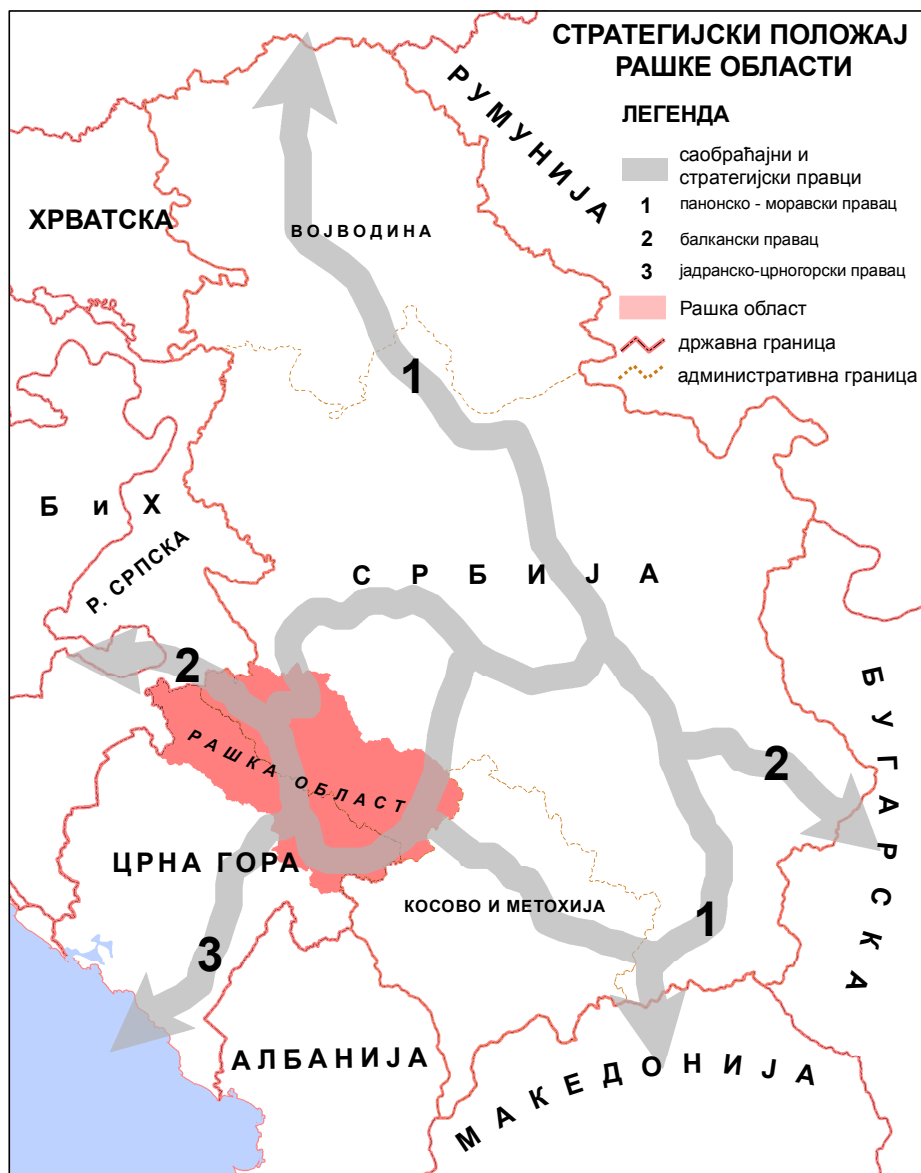 СТРАТЕГИЈСКИ ПОЛОЖАЈ
РАШКЕ ОБЛАСТИ
ЛЕГЕНДА
саобраћајни и
стратегијски правци
1 панонско - моравски правац
2 балкански правац
3 јадранско-црногорски правац
Рашка област
државна граница
административна граница
РУМУНИЈА
ХРВАТСКА
ВОЈВОДИНА
1
Б и Х
Р. СРПСКА
СРБИЈА
2
РАШКА ОБЛАСТ
2
БУГАРСКА
ЦРНА ГОРА
КОСОВО И МЕТОХИЈА
1
3
АЛБАНИЈА
МАКЕДОНИЈА